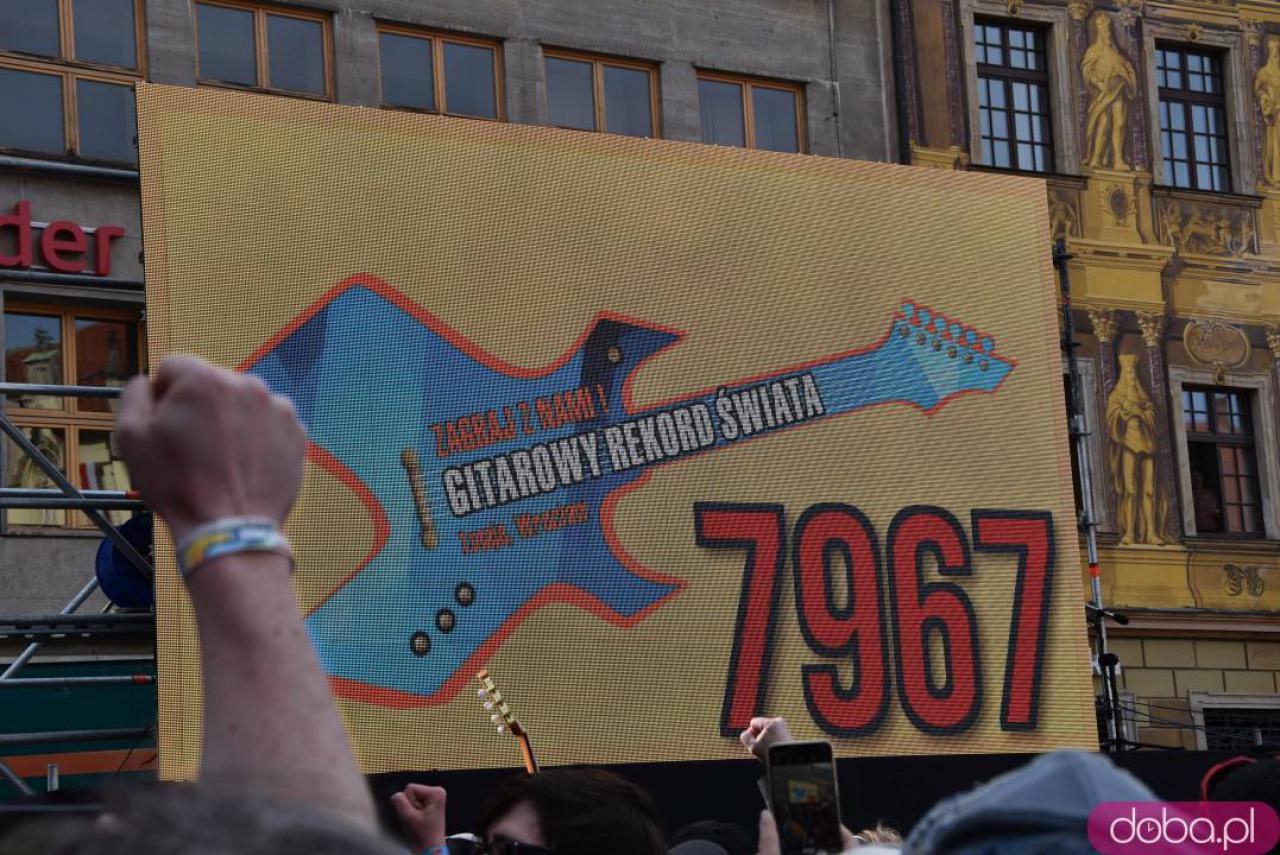 der
ZAGRAJ Z NAMI!
GITAROWY REKORD ŚWIATA
7967
doba.pl